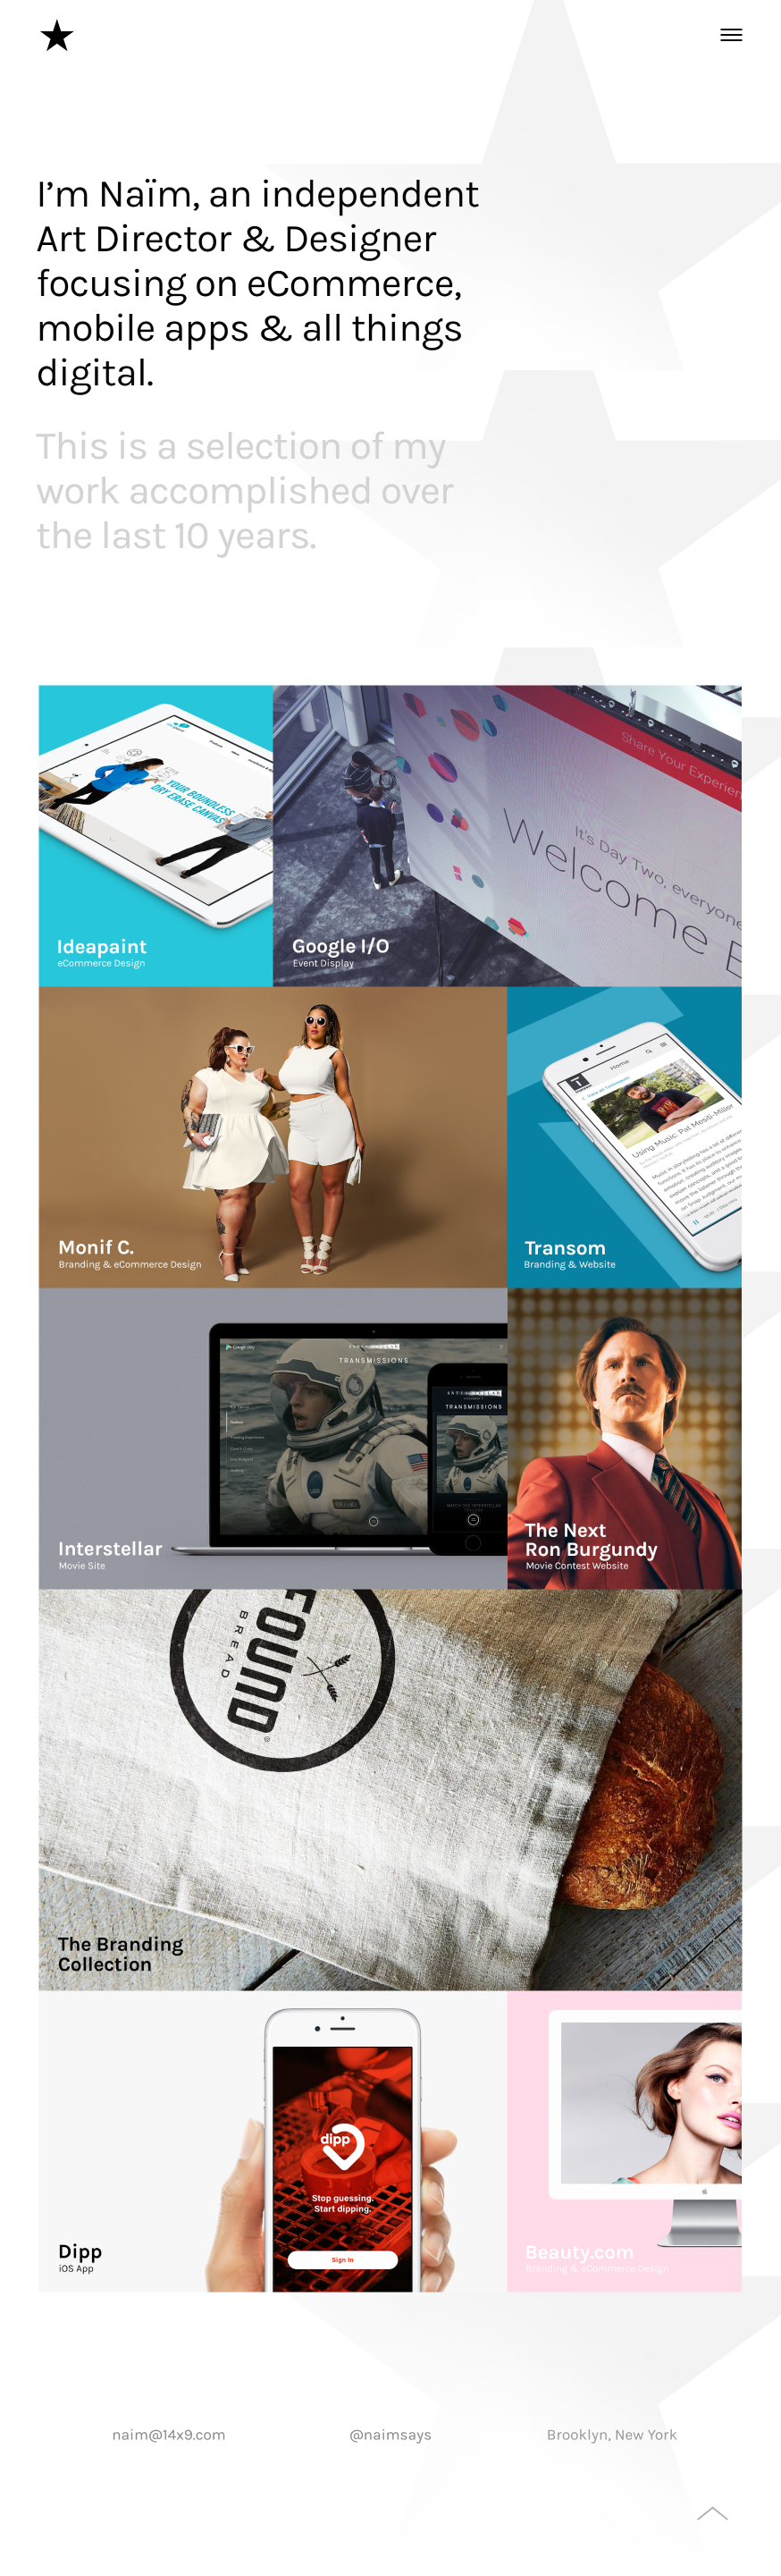 I’m Naïm, an independent
Art Director & Designer
focusing on eCommerce,
mobile apps & all things
digital.
This is a selection of my
work accomplished over
the last 10 years.
YOUR BOUNDLESS
DRY ERASE CANVAS
Ideapaint
eCommerce Design
Share Your Experien
It's Day Two, everyone
Welcome B
Google I/O
Event Display
Monif C.
Branding & eCommerce Design
Home
Using Music: Pat Mesiti-Miller
Transom
Branding & Website
Google play
TRANSMISSIONS
INTERSTELLAR
TRANSMISSIONS
Interstellar
Movie Site
The Next
Ron Burgundy
Movie Contest Website
FOUND
BREAD
The Branding
Collection
dipp
Stop guessing.
Start dipping.
Sign In
Dipp
iOS App
Beauty.com
Branding & eCommerce Design
naim@14x9.com
@naimsays
Brooklyn, New York